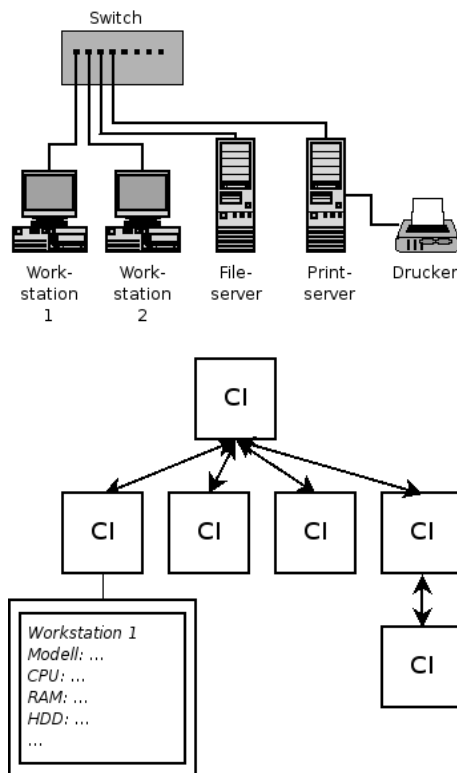 Switch
Work-
station
1
Work-
station
2
File-
server
Print-
server
Drucker
CI
CI
CI
CI
CI
CI
Workstation 1
Modell: ...
CPU: ...
RAM: ...
HDD: ...
...